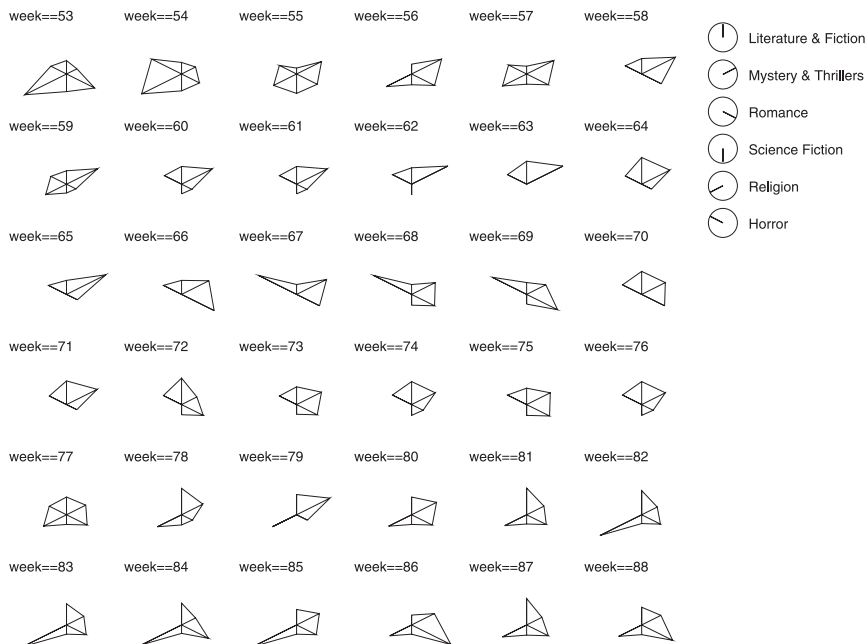 week==53 week==54 week==55 week==56 week==57 week==58
Literature & Fiction
Mystery & Thrillers
Romance
Science Fiction
Religion
Horror
week==59 week==60 week==61 week==62 week==63 week==64
week==65 week==66 week==67 week==68 week==69 week==70
week==71 week==72 week==73 week==74 week==75 week==76
week==77 week==78 week==79 week==80 week==81 week==82
week==83 week==84 week==85 week==86 week==87 week==88